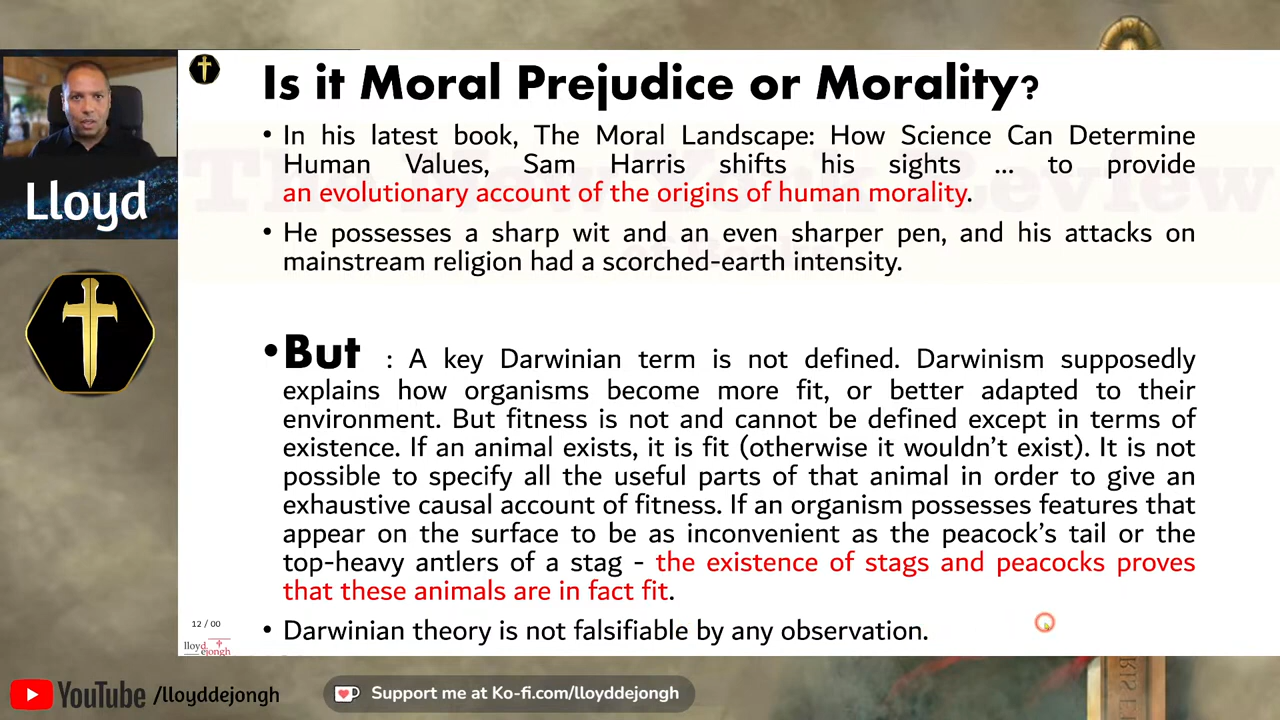 Is it Moral Prejudice or Morality?
• In his latest book, The Moral Landscape: How Science Can Determine
Human Values, Sam Harris shifts his sights ... to provide
an evolutionary account of the origins of human morality.
• He possesses a sharp wit and an even sharper pen, and his attacks on
mainstream religion had a scorched-earth intensity.
Lloyd
•But : A key Darwinian term is not defined. Darwinism supposedly
explains how organisms become more fit, or better adapted to their
environment. But fitness is not and cannot be defined except in terms of
existence. If an animal exists, it is fit (otherwise it wouldn't exist). It is not
possible to specify all the useful parts of that animal in order to give an
exhaustive causal account of fitness. If an organism possesses features that
appear on the surface to be as inconvenient as the peacock's tail or the
top-heavy antlers of a stag - the existence of stags and peacocks proves
that these animals are in fact fit.
12 / 00
• Darwinian theory is not falsifiable by any observation.
lloyd
dejongh
YouTube /lloyddejongh
Support me at Ko-fi.com/lloyddejongh